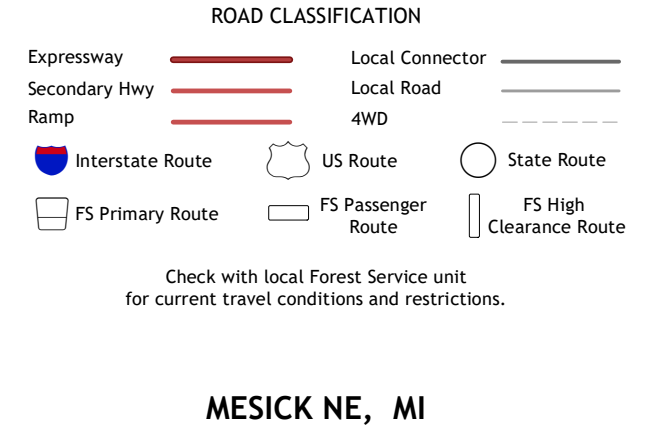 ROAD CLASSIFICATION
Expressway
Local Connector
Secondary Hwy
Local Road
Ramp
4WD
Interstate Route
US Route
State Route
FS Primary Route
FS Passenger
Route
FS High
Clearance Route
Check with local Forest Service unit
for current travel conditions and restrictions.
MESICK NE, MI